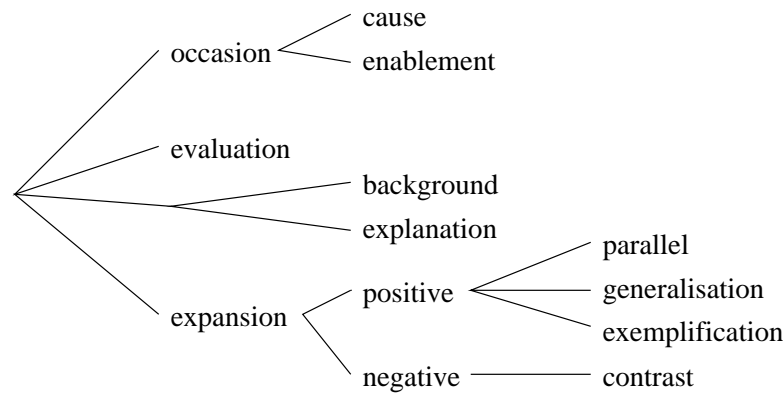 cause
occasion
enablement
evaluation
background
explanation
parallel
positive
generalisation
expansion
exemplification
negative
contrast